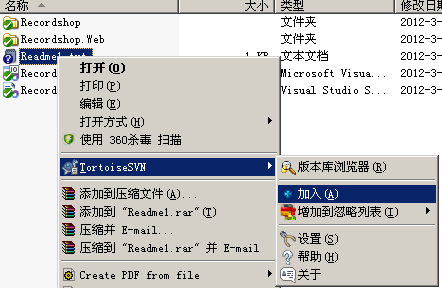 名称 大小 类型 修改日期
Recordshop 文件夹 2012-3-
Recordshop.Web 文件夹 2012-3-
Readme1.txt 1 KB 文本文档 2012-3-
Record Microsoft Visua... 2012-3-
Record Visual Studio S... 2012-3-
打开(O)
打印(P)
编辑(E)
打开方式(H)
使用 360杀毒 扫描
TortoiseSVN
添加到压缩文件(A)...
添加到 "Readme1.rar"(T)
压缩并 E-mail...
压缩到 "Readme1.rar" 并 E-mail
Create PDF from file
版本库浏览器(R)
加入(A)
增加到忽略列表(I)
设置(S)
帮助(H)
关于